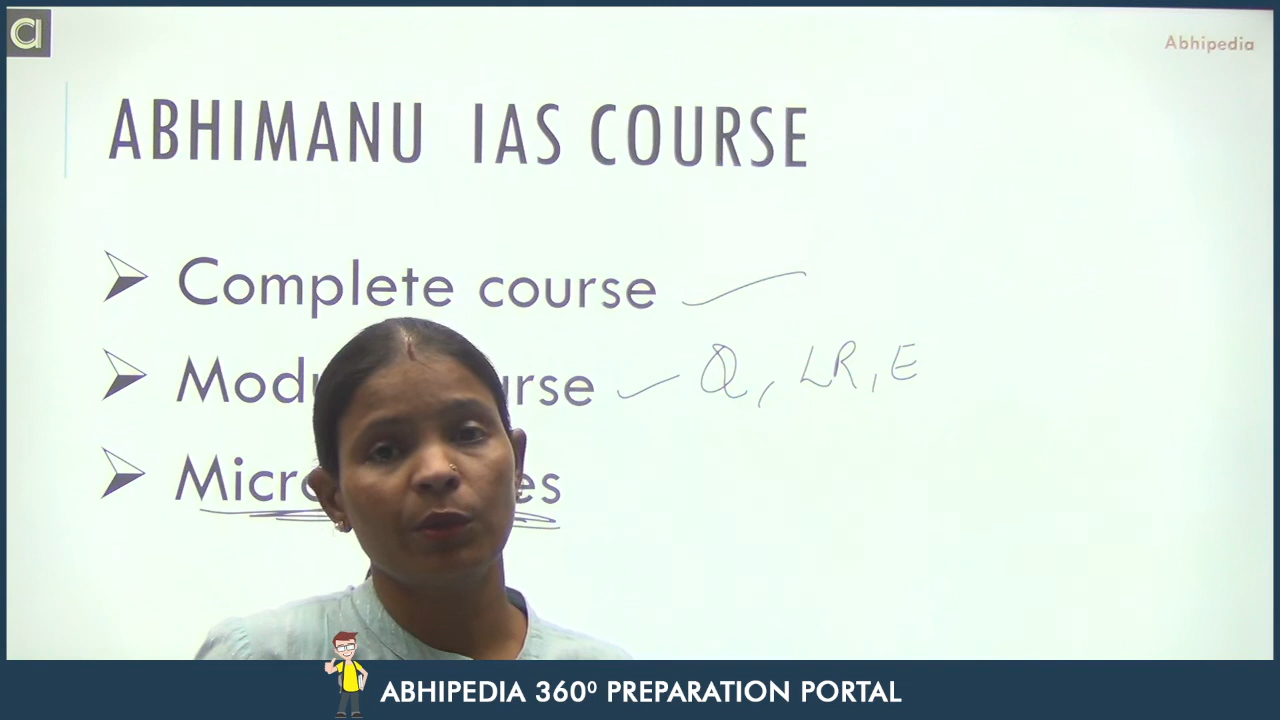 Abhipedia
ABHIMANU IAS COURSE
Complete course
Q, LR, E
ABHIPEDIA 360⁰ PREPARATION PORTAL